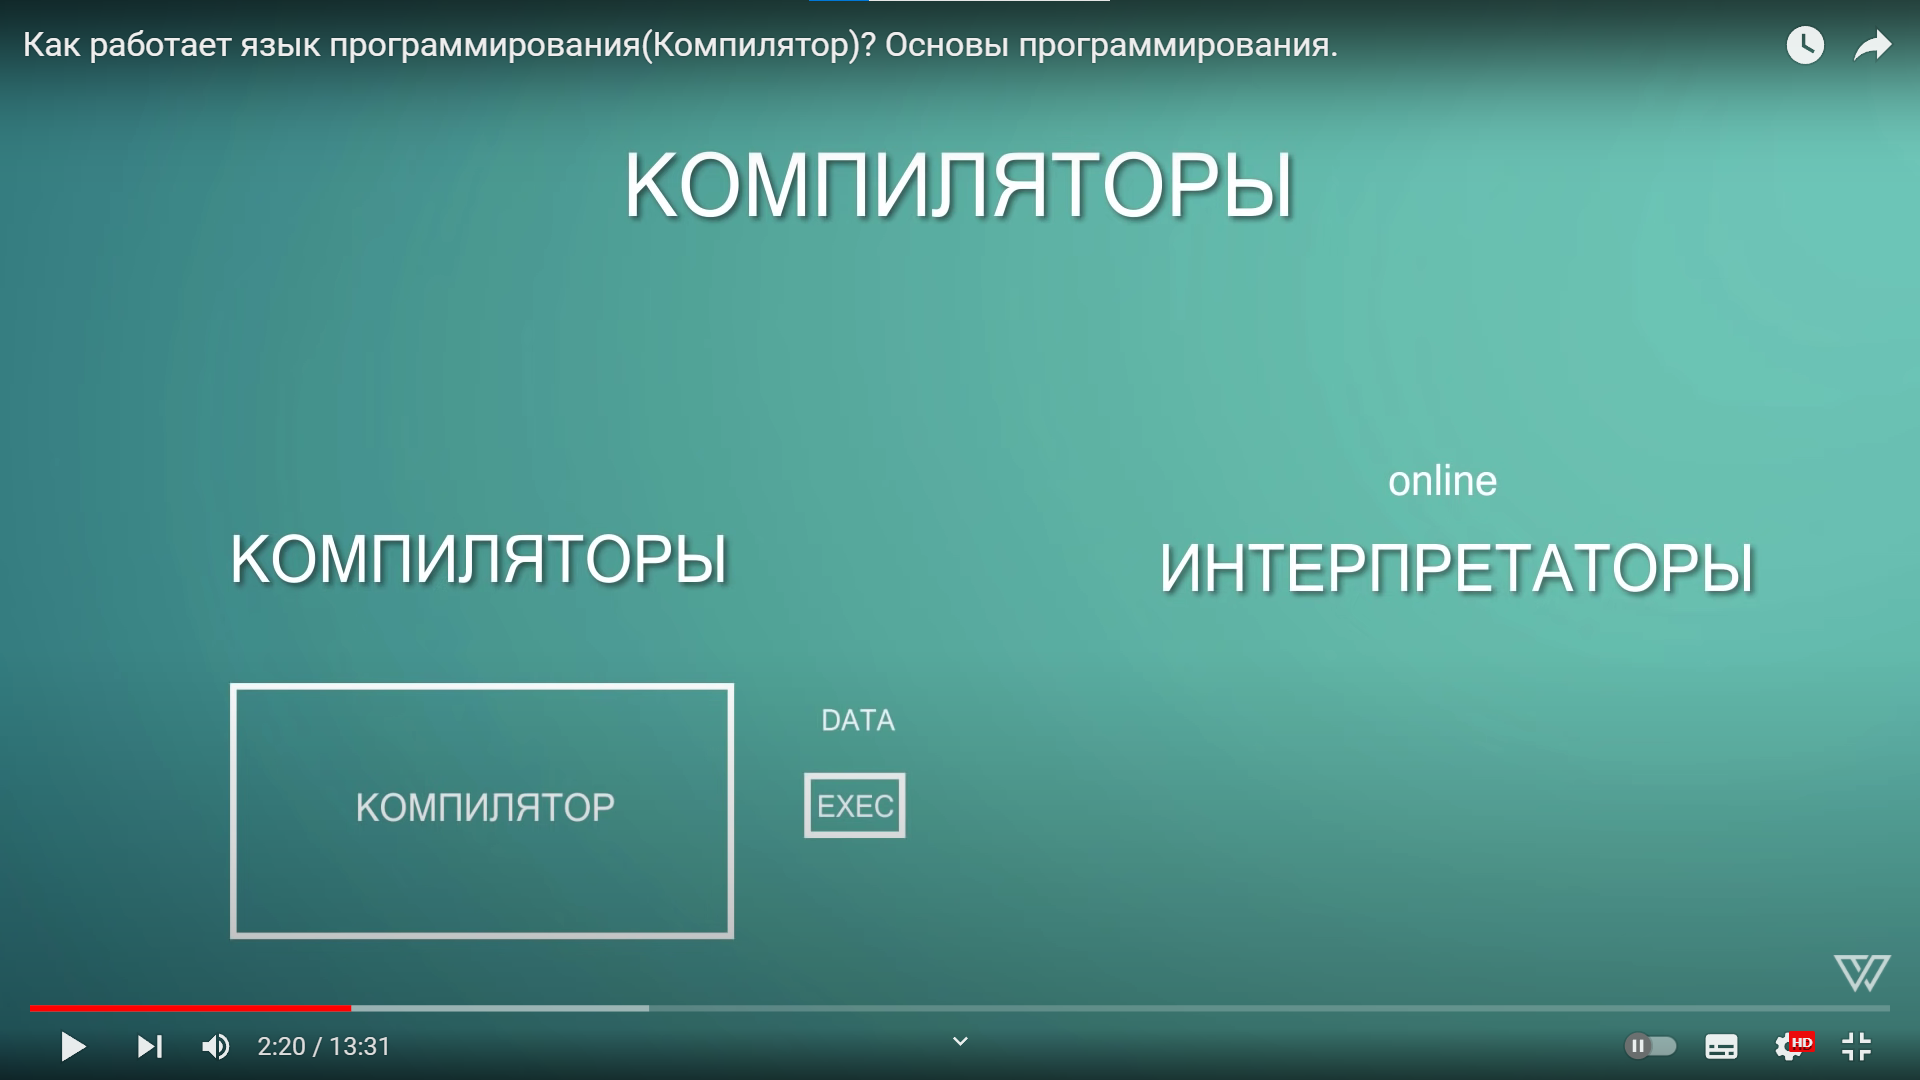 Как работает язык программирования(Компилятор)? Основы программирования.
КОМПИЛЯТОРЫ
online
КОМПИЛЯТОРЫ
ИНТЕРПРЕТАТОРЫ
DATA
КОМПИЛЯТОР
EXEC
2:20 / 13:31
HD